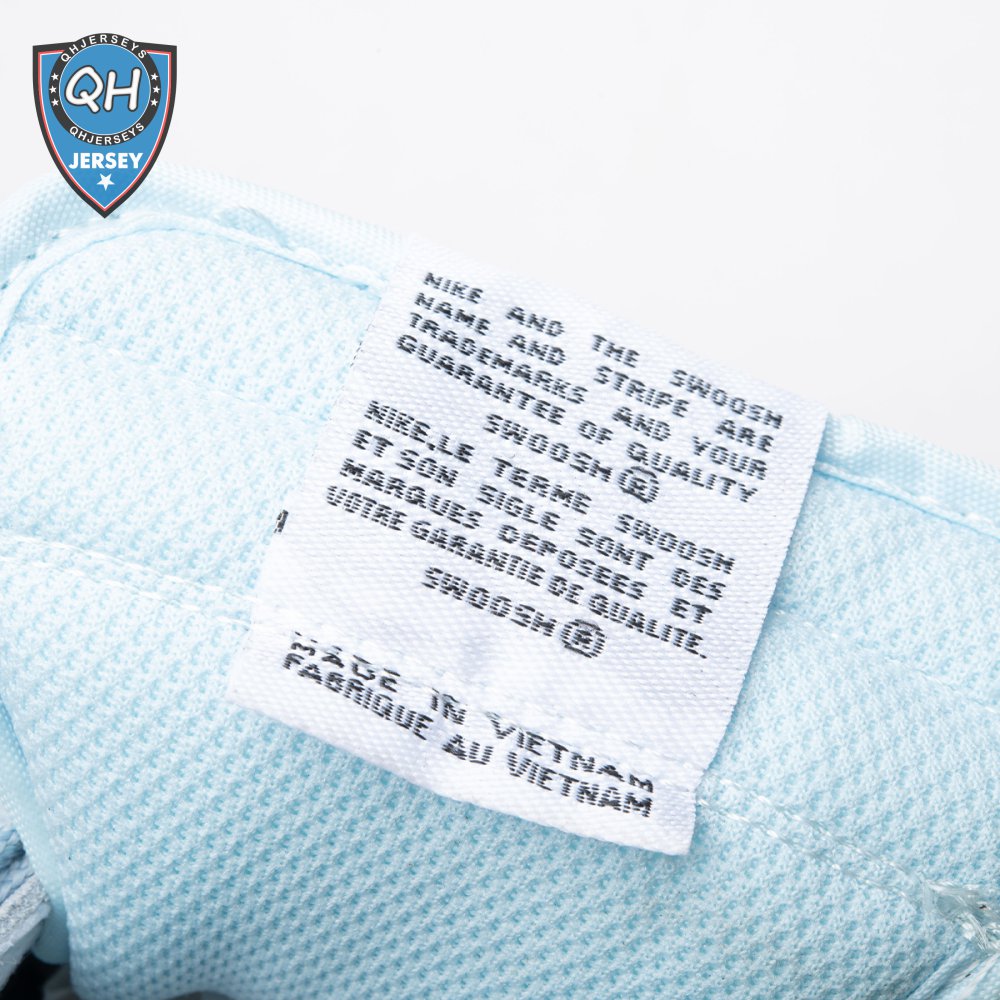 QHJERSEYS
QH
QHJERSEYS
JERSEY
NIKE AND THE SWOOSH
NAME AND STRIPE ARE
TRADEMARKS AND YOUR
GUARANTEE OF QUALITY
SWOOSH ®
NIKE, LE TERME SWOOSH
ET SON SIGLE SONT DES
MARQUES DEPOSEES ET
VOTRE GARANTIE DE QUALITE.
SWOOSH ®
MADE IN VIETNAM
FABRIQUE AU VIETNAM